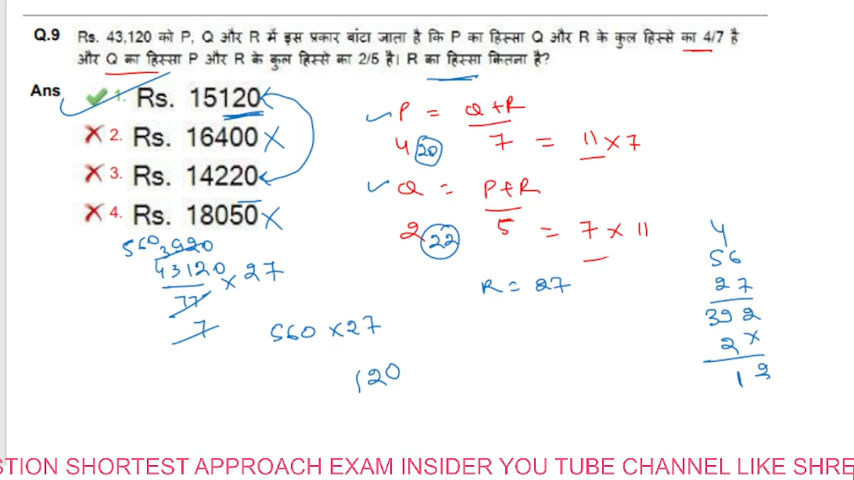 Q.9 Rs. 43,120 को P, Q और R में इस प्रकार बांटा जाता है कि P का हिस्सा Q और R के कुल हिस्से का 4/7 है
और Q का हिस्सा P और R के कुल हिस्से का 2/5 है। R का हिस्सा कितना है?
Ans
1. Rs. 15120
2. Rs. 16400 X
3. Rs. 14220
4. Rs. 18050 X
P = Q+R
4 20 7 = 11 × 7
Q = P+R
2 22 5 = 7 × 11
R = 27
560 3920
43120 × 27
77
7
560 × 27
120
4
56
27
392
2 x
12
STION SHORTEST APPROACH EXAM INSIDER YOU TUBE CHANNEL LIKE SHRE